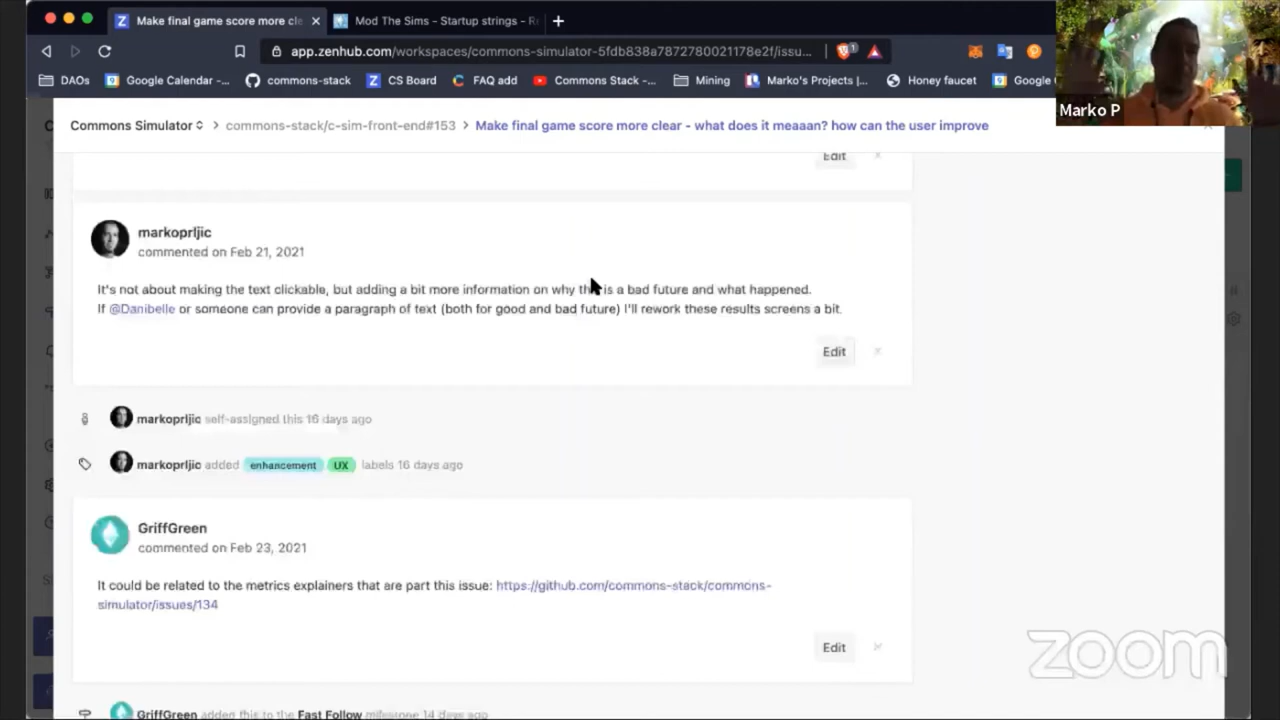 Make final game score more cle
Mod The Sims - Startup strings - R
app.zenhub.com/workspaces/commons-simulator-5fdb838a7872780021178e2f/issu...
1
DAOs
Google Calendar -...
commons-stack
CS Board
FAQ add
Commons Stack -...
Mining
Marko's Projects |...
Honey faucet
Google
Marko P
Commons Simulator > commons-stack/c-sim-front-end#153 > Make final game score more clear - what does it meaaan? how can the user improve
Edit
markoprljic
commented on Feb 21, 2021
It's not about making the text clickable, but adding a bit more information on why this is a bad future and what happened.
If @Danibelle or someone can provide a paragraph of text (both for good and bad future) I'll rework these results screens a bit.
Edit
markoprljic self-assigned this 16 days ago
markoprljic added enhancement UX labels 16 days ago
GriffGreen
commented on Feb 23, 2021
It could be related to the metrics explainers that are part this issue: https://github.com/commons-stack/commons-
simulator/issues/134
Edit
zoom
GriffGreen added this to the Fast Follow milestone 14 days ago